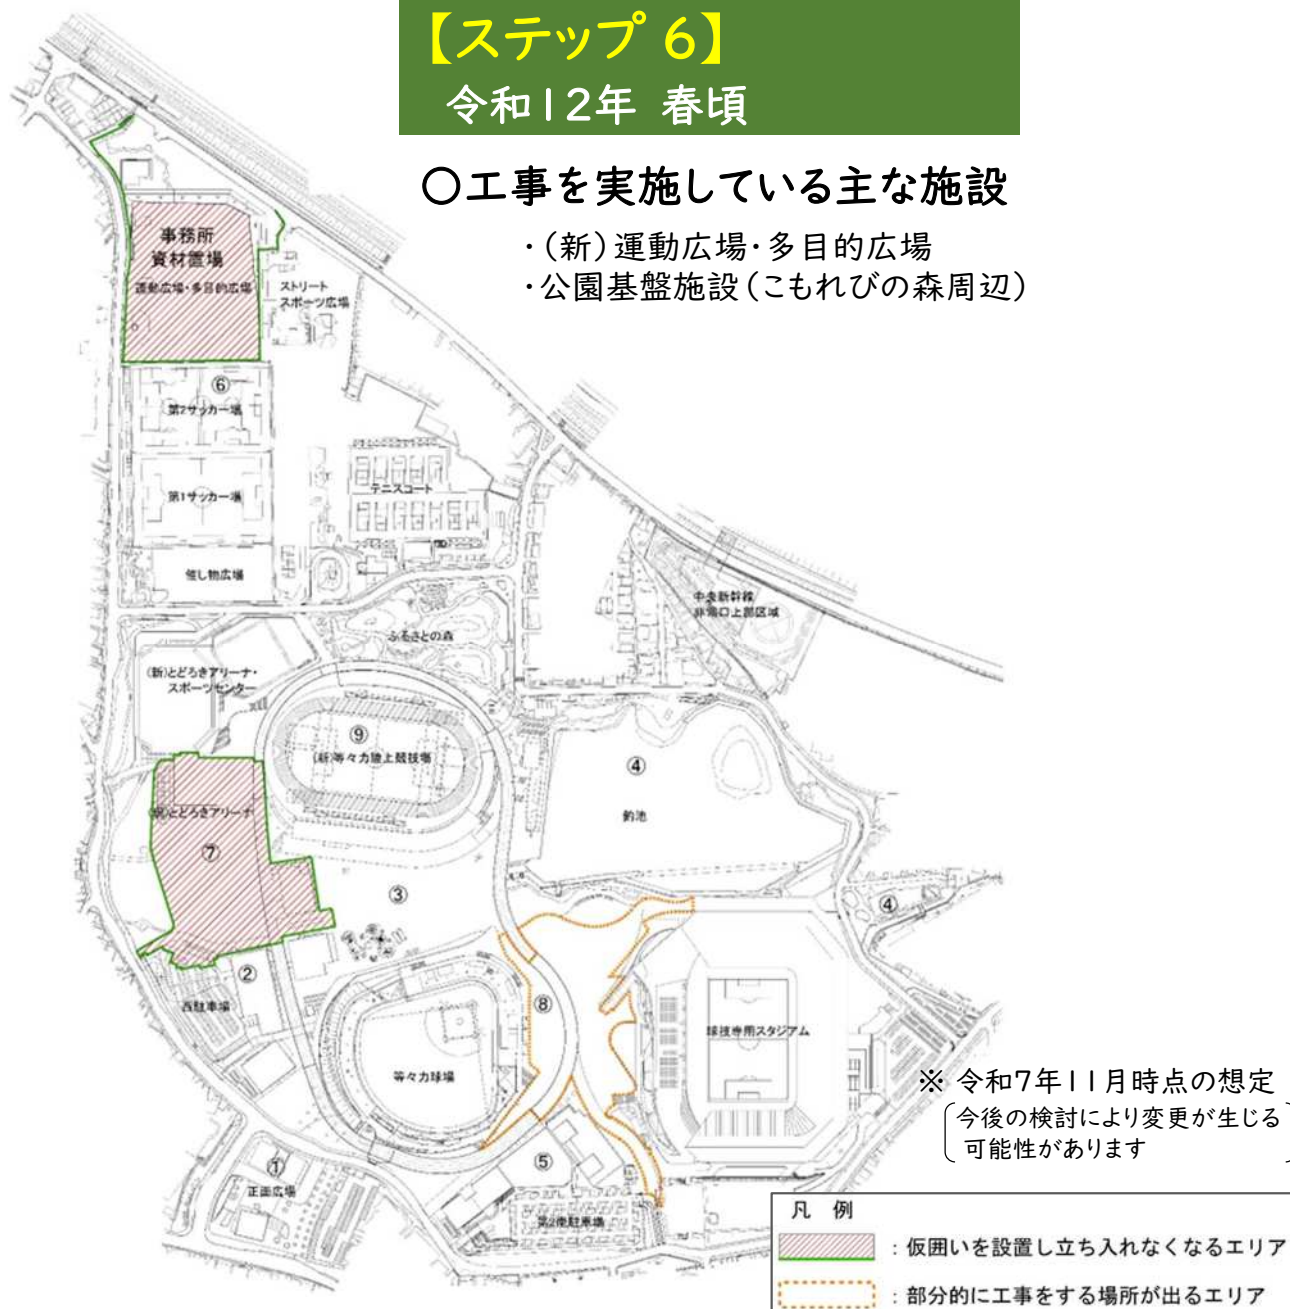 【ステップ 6】
令和12年 春頃
○工事を実施している主な施設
・(新)運動広場・多目的広場
・公園基盤施設(こもれびの森周辺)
事務所
資材置場
運動広場・多目的広場
ストリート
スポーツ広場
⑥
第2サッカー場
第1サッカー場
テニスコート
催し物広場
中央新幹線
非常口上部区域
ふるさとの森
(新)とどろきアリーナ・
スポーツセンター
⑨
(新)等々力陸上競技場
④
釣池
(現)とどろきアリーナ
⑦
③
④
②
西駐車場
⑧
球技専用スタジアム
等々力球場
※ 令和7年11月時点の想定
今後の検討により変更が生じる
可能性があります
①
正面広場
⑤
第2南駐車場
凡 例
：仮囲いを設置し立ち入れなくなるエリア
：部分的に工事をする場所が出るエリア